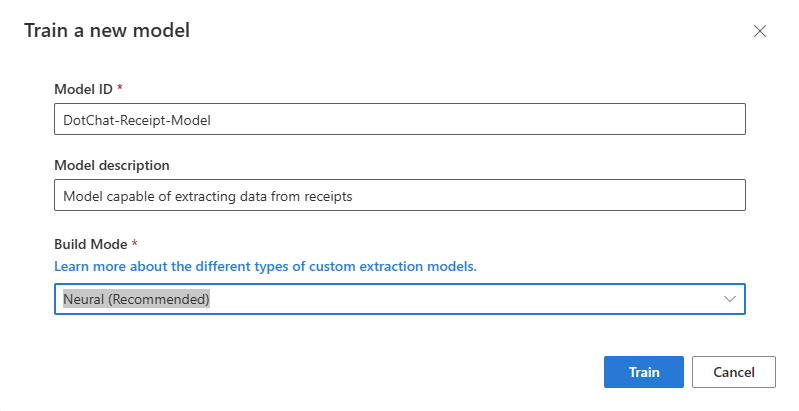 Train a new model
Model ID *
DotChat-Receipt-Model
Model description
Model capable of extracting data from receipts
Build Mode *
Learn more about the different types of custom extraction models.
Neural (Recommended)
Train
Cancel